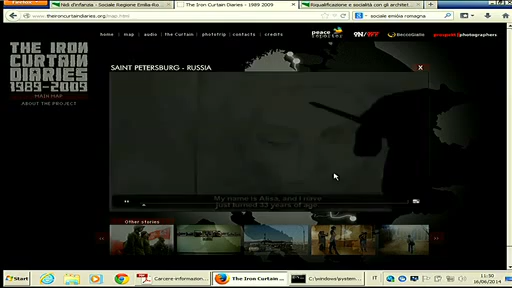 Firefox
Nidi d'infanzia - Sociale Regione Emilia-Ro...
The Iron Curtain Diaries - 1989 2009
Riqualificazione e socialità con gli architet...
www.theironcurtaindiaries.org/map.html
sociale emilia romagna
THE IRON
CURTAIN
DIARIES
1989-2009
MAIN MAP
ABOUT THE PROJECT
home | map | audio | the Curtain | photostrip | contacts | credits
peace
reporter
BeccoGiallo
prospekt photographers
SAINT PETERSBURG - RUSSIA
X
My name is Alisa, and I have
just turned 33 years of age
Other stories
Start
Carcere-informazion...
The Iron Curtain ...
C:\windows\system...
IT
11:30
16/06/2014